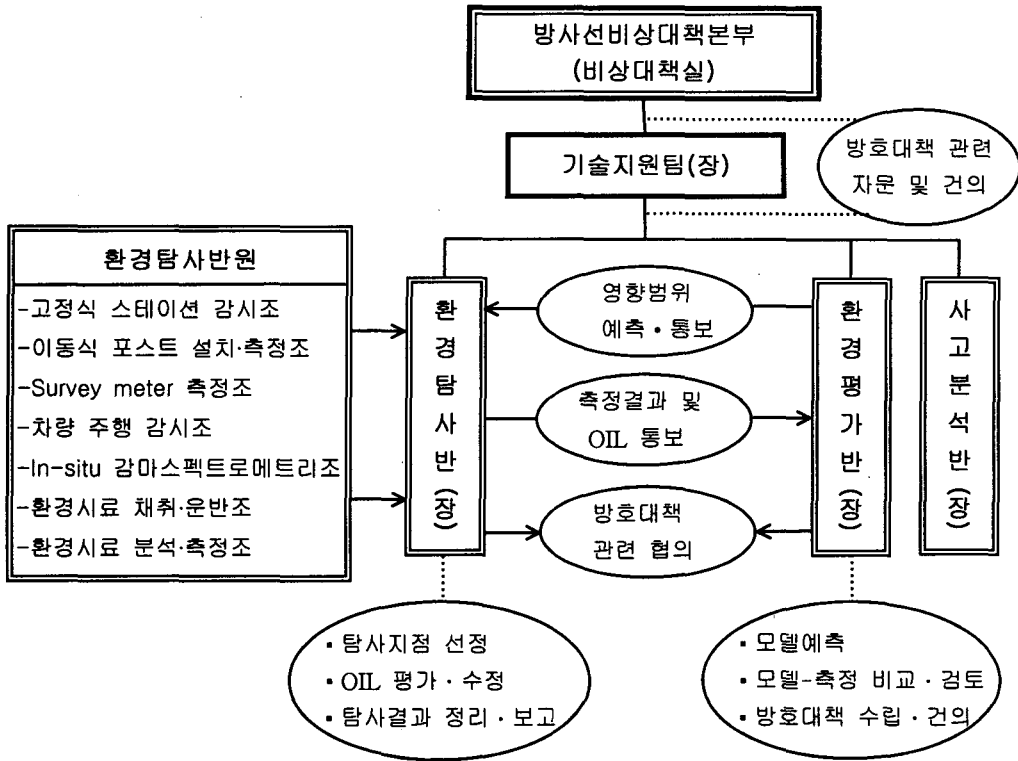 방사선비상대책본부
(비상대책실)
기술지원팀(장)
방호대책 관련
자문 및 건의
환경탐사반원
-고정식 스테이션 감시조
-이동식 포스트 설치·측정조
-Survey meter 측정조
-차량 주행 감시조
-In-situ 감마스펙트로메트리조
-환경시료 채취·운반조
-환경시료 분석·측정조
환경탐사반(장)
영향범위
예측·통보
측정결과 및
OIL 통보
방호대책
관련 협의
환경평가반(장)
사고분석반(장)
▪ 탐사지점 선정
▪ OIL 평가·수정
▪ 탐사결과 정리·보고
▪ 모델예측
▪ 모델-측정 비교·검토
▪ 방호대책 수립·건의